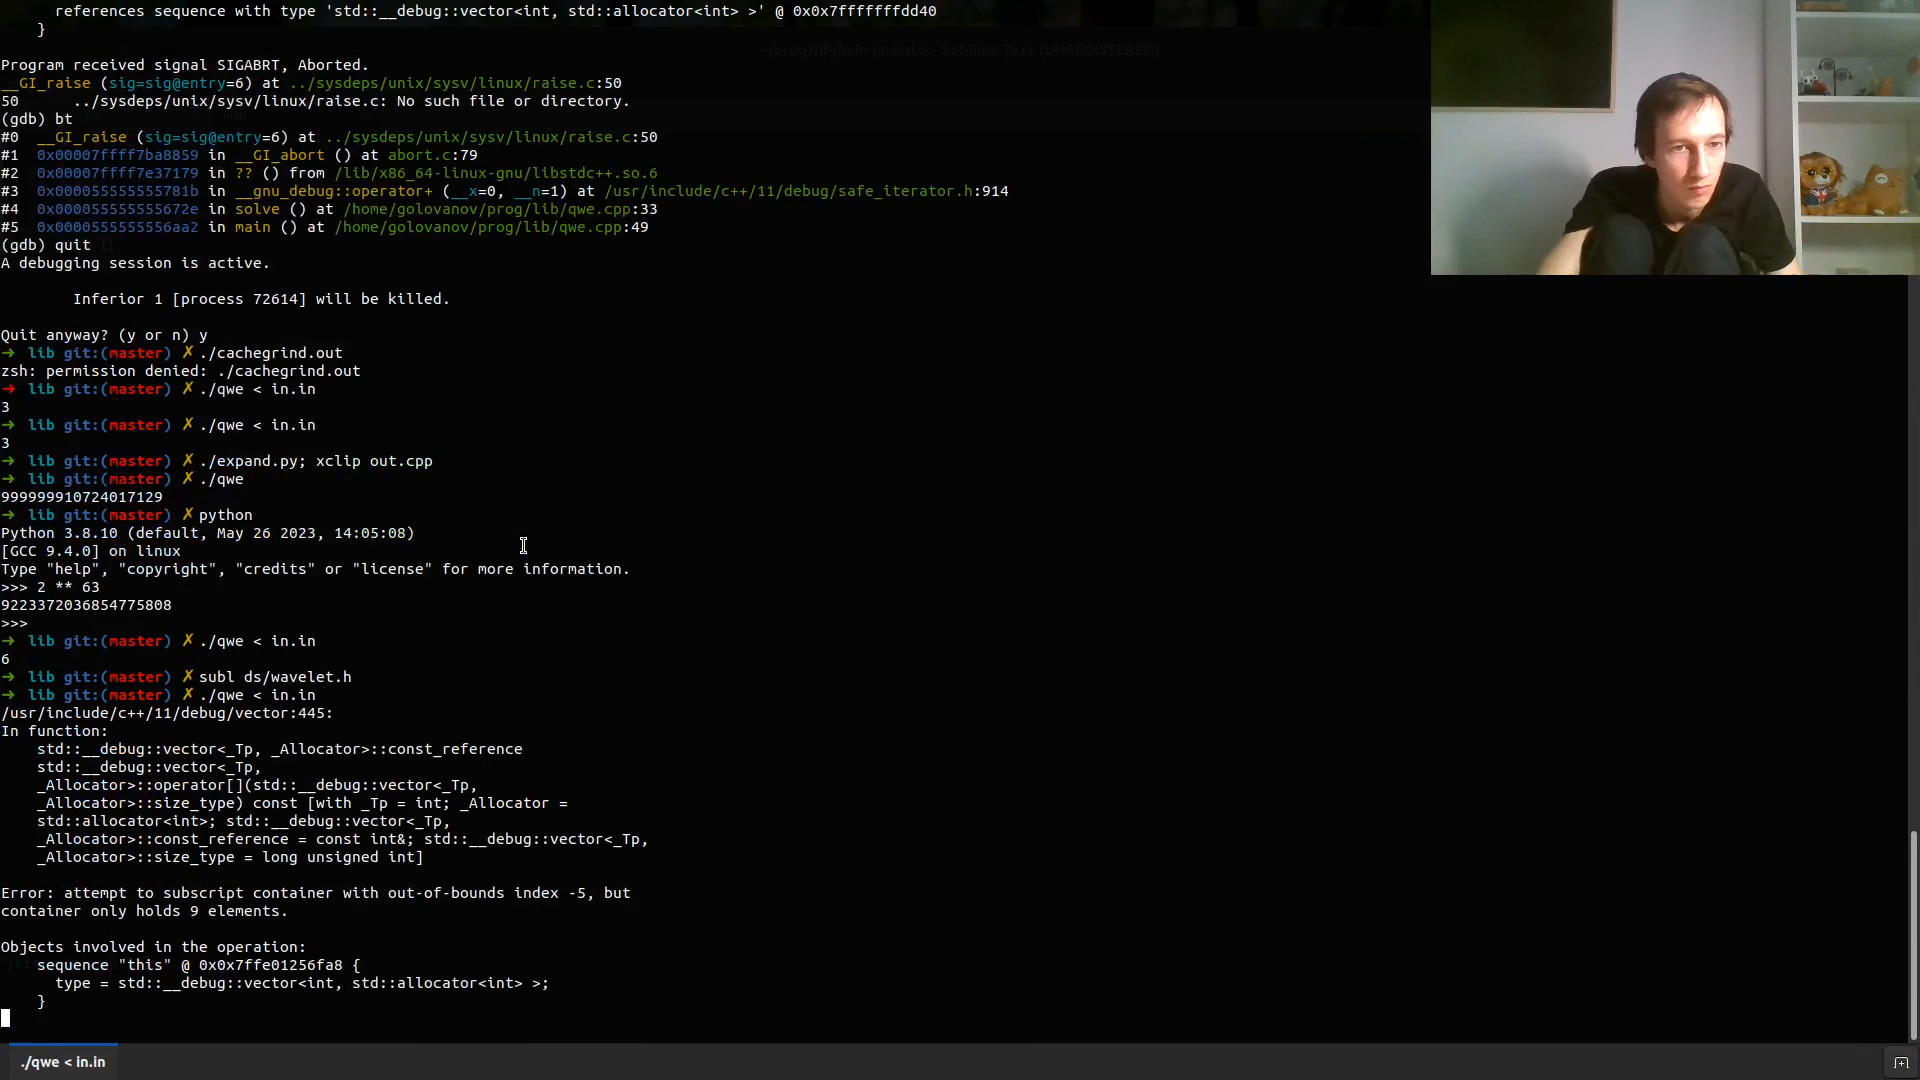 references sequence with type 'std::__debug::vector<int, std::allocator<int> >' @ 0x0x7fffffffdd40
    }
~/prog/lib/in.in (matrix) - Sublime Text (UNREGISTERED)
Program received signal SIGABRT, Aborted.
__GI_raise (sig=sig@entry=6) at ../sysdeps/unix/sysv/linux/raise.c:50
50      ../sysdeps/unix/sysv/linux/raise.c: No such file or directory.
(gdb) bt
#0  __GI_raise (sig=sig@entry=6) at ../sysdeps/unix/sysv/linux/raise.c:50
#1  0x00007ffff7ba8859 in __GI_abort () at abort.c:79
#2  0x00007ffff7e37179 in ?? () from /lib/x86_64-linux-gnu/libstdc++.so.6
#3  0x000055555555781b in __gnu_debug::operator+ (__x=0, __n=1) at /usr/include/c++/11/debug/safe_iterator.h:914
#4  0x000055555555672e in solve () at /home/golovanov/prog/lib/qwe.cpp:33
#5  0x0000555555556aa2 in main () at /home/golovanov/prog/lib/qwe.cpp:49
(gdb) quit
A debugging session is active.
        Inferior 1 [process 72614] will be killed.
Quit anyway? (y or n) y
➜  lib git:(master) ✗ ./cachegrind.out
zsh: permission denied: ./cachegrind.out
➜  lib git:(master) ✗ ./qwe < in.in
3
➜  lib git:(master) ✗ ./qwe < in.in
3
➜  lib git:(master) ✗ ./expand.py; xclip out.cpp
➜  lib git:(master) ✗ ./qwe
999999910724017129
➜  lib git:(master) ✗ python
Python 3.8.10 (default, May 26 2023, 14:05:08)
[GCC 9.4.0] on linux
Type "help", "copyright", "credits" or "license" for more information.
>>> 2 ** 63
9223372036854775808
>>>
➜  lib git:(master) ✗ ./qwe < in.in
6
➜  lib git:(master) ✗ subl ds/wavelet.h
➜  lib git:(master) ✗ ./qwe < in.in
/usr/include/c++/11/debug/vector:445:
In function:
    std::__debug::vector<_Tp, _Allocator>::const_reference
    std::__debug::vector<_Tp,
    _Allocator>::operator[](std::__debug::vector<_Tp,
    _Allocator>::size_type) const [with _Tp = int; _Allocator =
    std::allocator<int>; std::__debug::vector<_Tp,
    _Allocator>::const_reference = const int&; std::__debug::vector<_Tp,
    _Allocator>::size_type = long unsigned int]
Error: attempt to subscript container with out-of-bounds index -5, but
container only holds 9 elements.
Objects involved in the operation:
    sequence "this" @ 0x0x7ffe01256fa8 {
      type = std::__debug::vector<int, std::allocator<int> >;
    }
./qwe < in.in